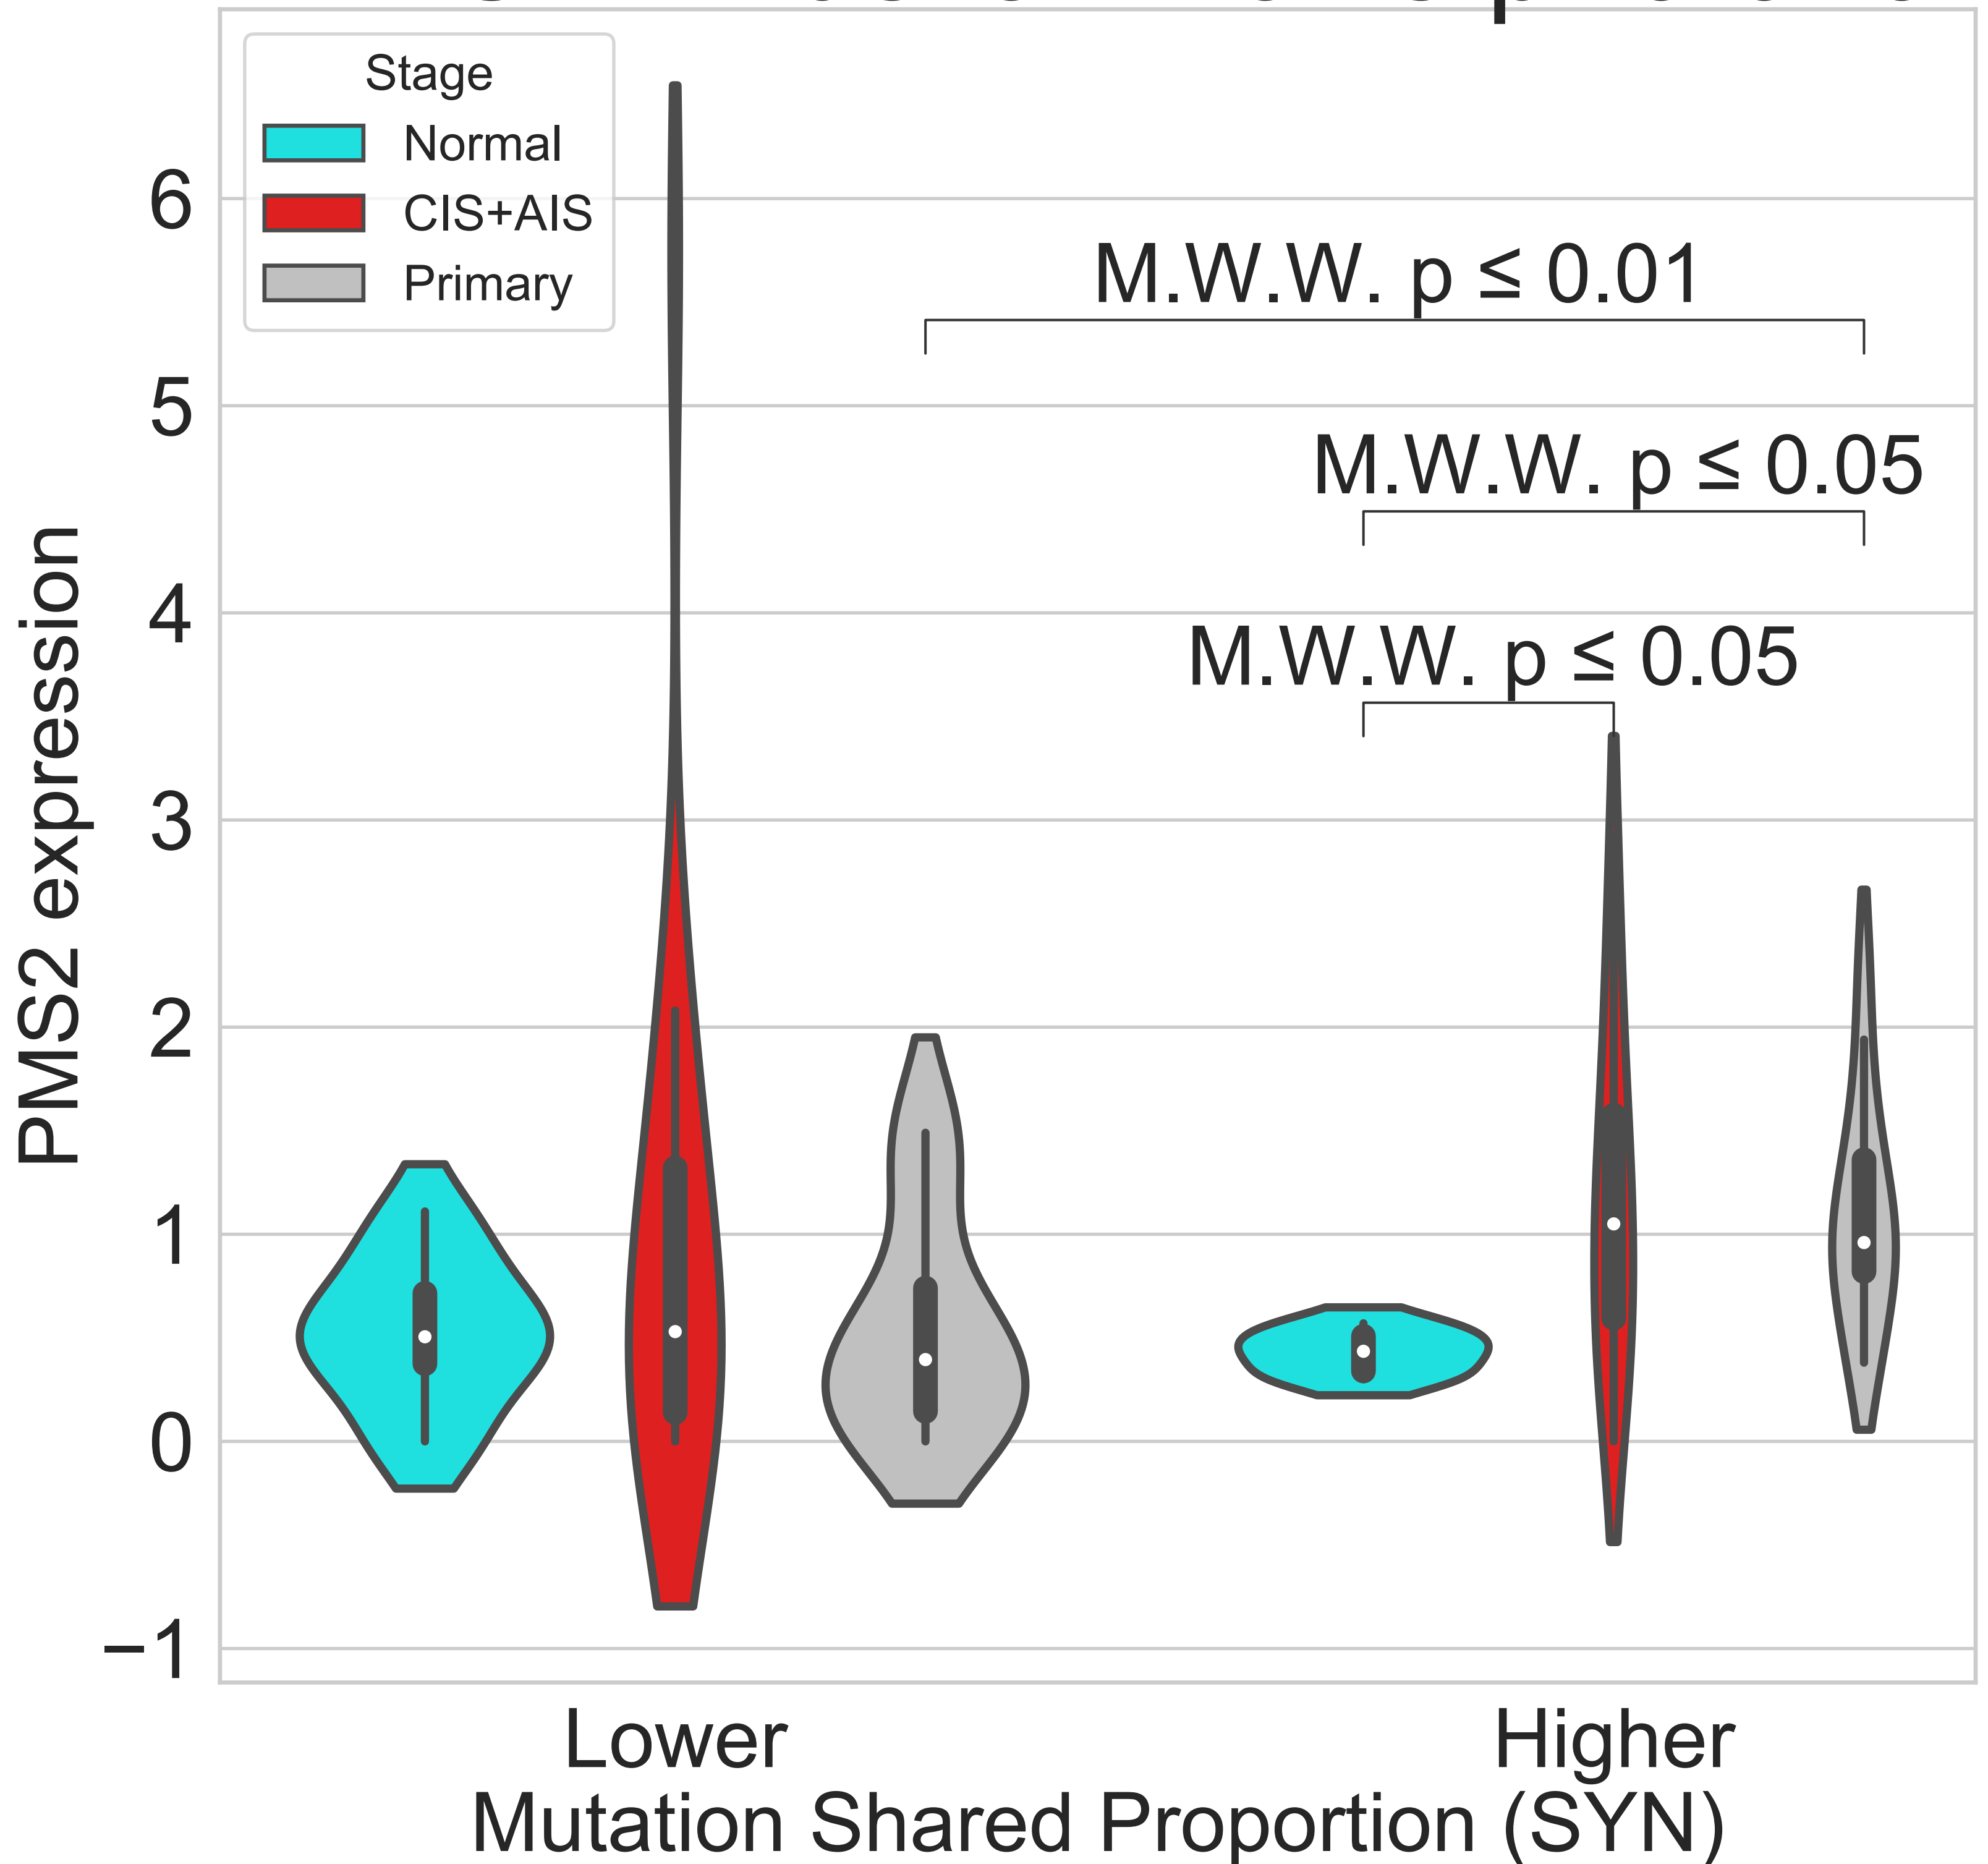 Stage
Normal
CIS+AIS
Primary
M.W.W. p ≤ 0.01
M.W.W. p ≤ 0.05
M.W.W. p ≤ 0.05
PMS2 expression
6
5
4
3
2
1
0
−1
Lower Higher
Mutation Shared Proportion (SYN)